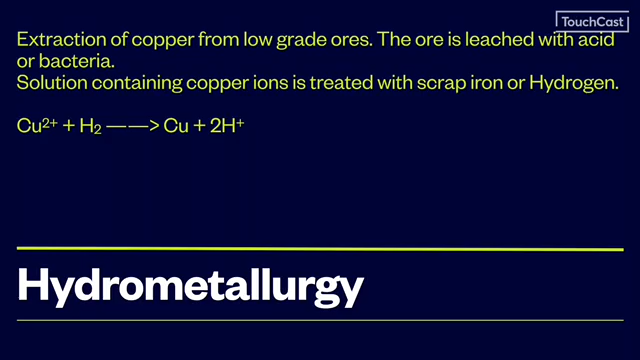 TouchCast
Extraction of copper from low grade ores. The ore is leached with acid
or bacteria.
Solution containing copper ions is treated with scrap iron or Hydrogen.
Cu²⁺ + H₂ ——> Cu + 2H⁺
Hydrometallurgy